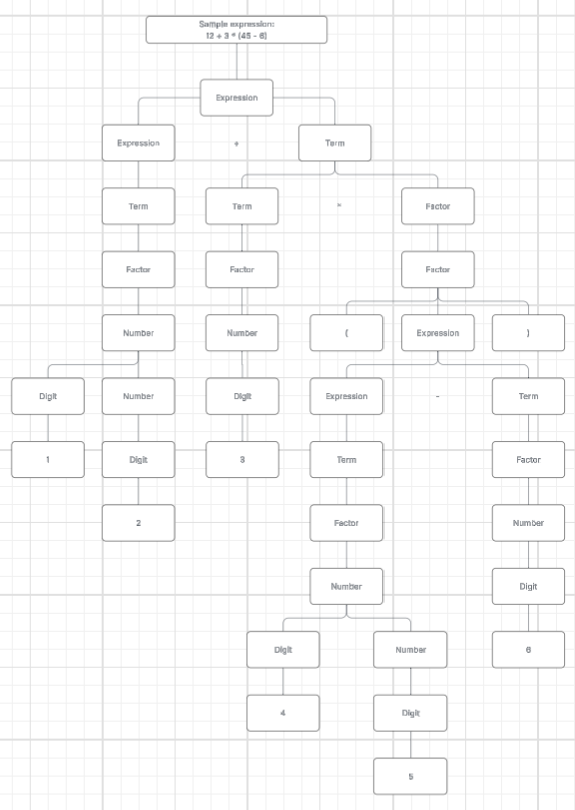 Sample expression:
12 + 3 * (45 - 6)
Expression
Expression
+
Term
Term
Term
*
Factor
Factor
Factor
Factor
Number
Number
(
Expression
)
Digit
Number
Digit
Expression
-
Term
1
Digit
3
Term
Factor
2
Factor
Number
Number
Digit
Digit
Number
6
4
Digit
5